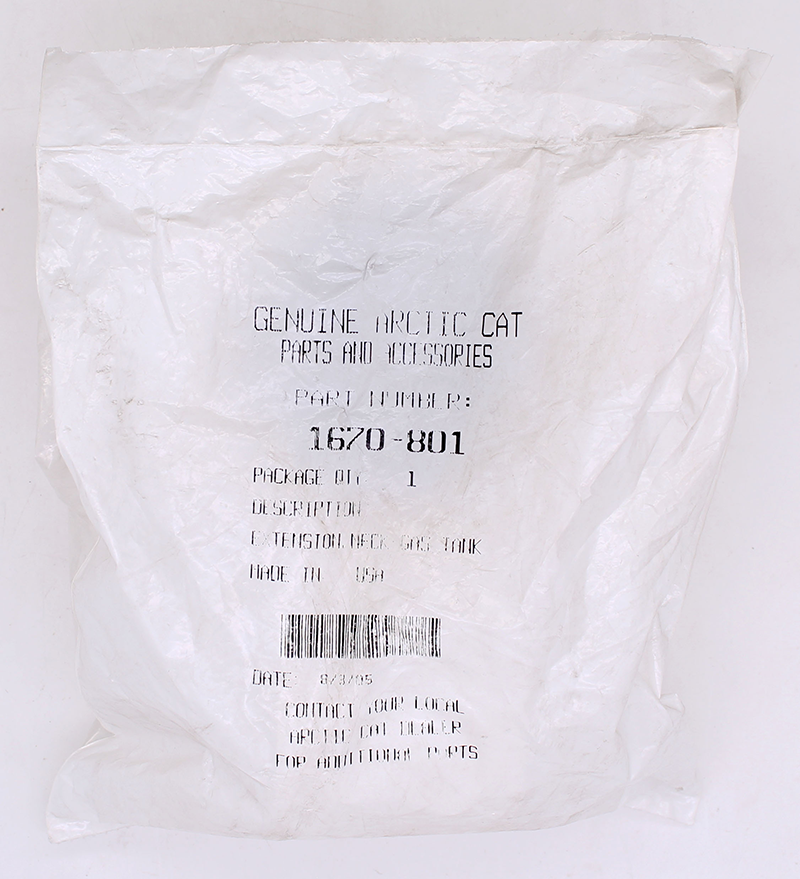 GENUINE ARCTIC CAT
PARTS AND ACCESSORIES
PART NUMBER:
1670-801
PACKAGE QTY 1
DESCRIPTION
EXTENSION,NECK GAS TANK
MADE IN USA
DATE: 8/3/05
CONTACT YOUR LOCAL
ARCTIC CAT DEALER
FOR ADDITIONAL PARTS